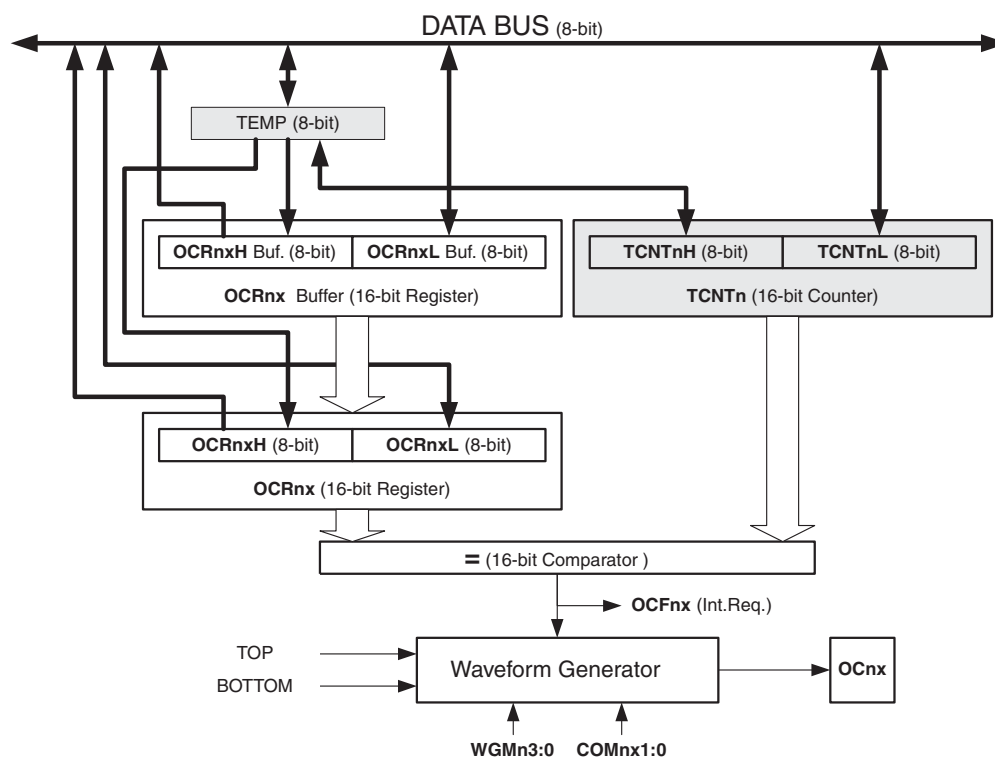 DATA BUS (8-bit)
TEMP (8-bit)
OCRnxH Buf. (8-bit)
OCRnxL Buf. (8-bit)
TCNTnH (8-bit)
TCNTnL (8-bit)
OCRnx Buffer (16-bit Register)
TCNTn (16-bit Counter)
OCRnxH (8-bit)
OCRnxL (8-bit)
OCRnx (16-bit Register)
= (16-bit Comparator )
OCFnx (Int.Req.)
TOP
BOTTOM
Waveform Generator
OCnx
WGMn3:0
COMnx1:0